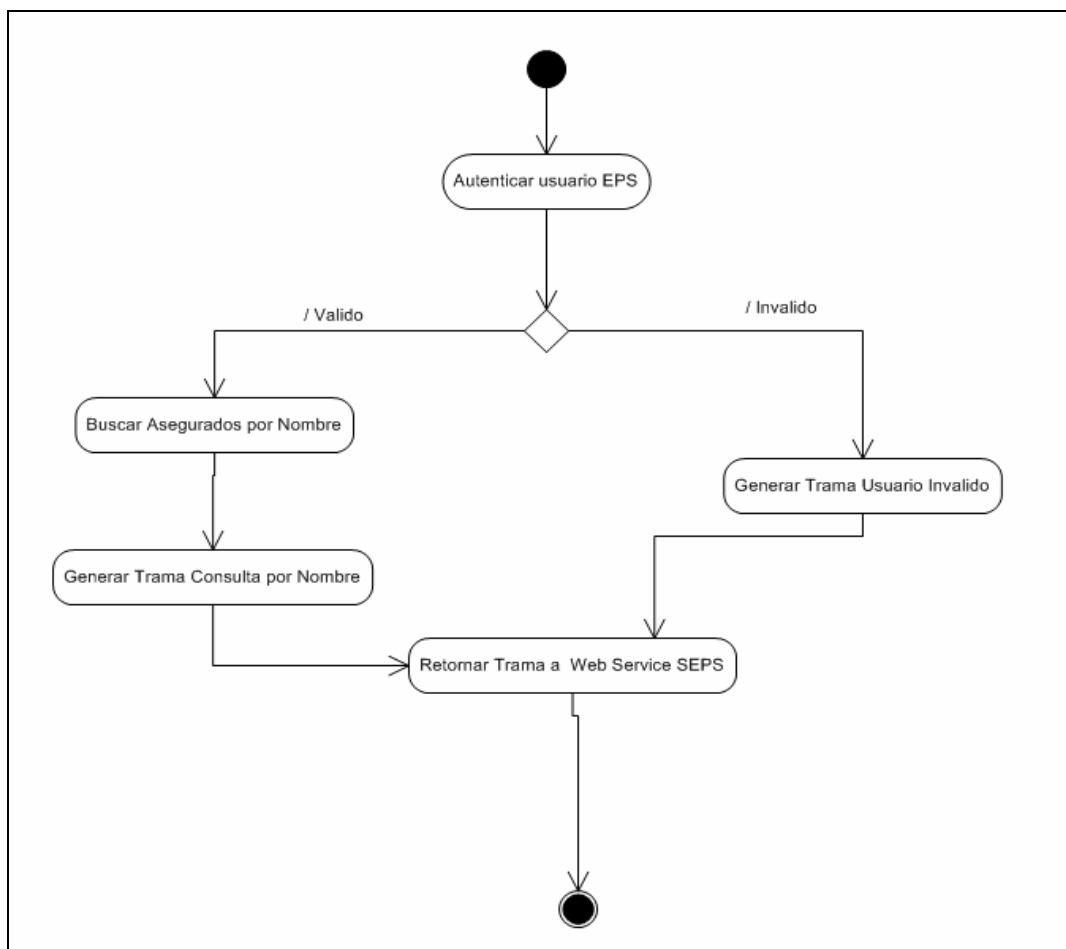 Autenticar usuario EPS
/ Valido
/ Invalido
Buscar Asegurados por Nombre
Generar Trama Usuario Invalido
Generar Trama Consulta por Nombre
Retornar Trama a Web Service SEPS